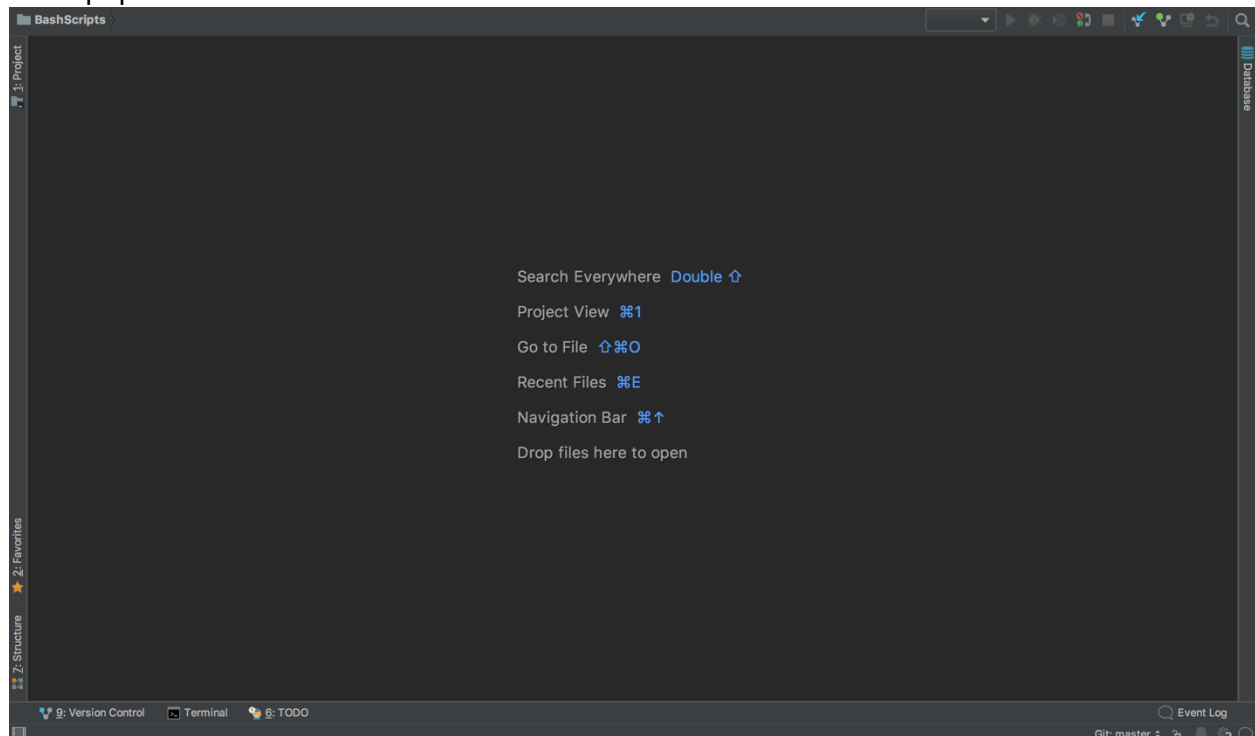 BashScripts
1: Project
Database
Search Everywhere Double ⇧
Project View ⌘1
Go to File ⇧⌘O
Recent Files ⌘E
Navigation Bar ⌘↑
Drop files here to open
2: Favorites
7: Structure
9: Version Control Terminal 6: TODO Event Log
Git: master